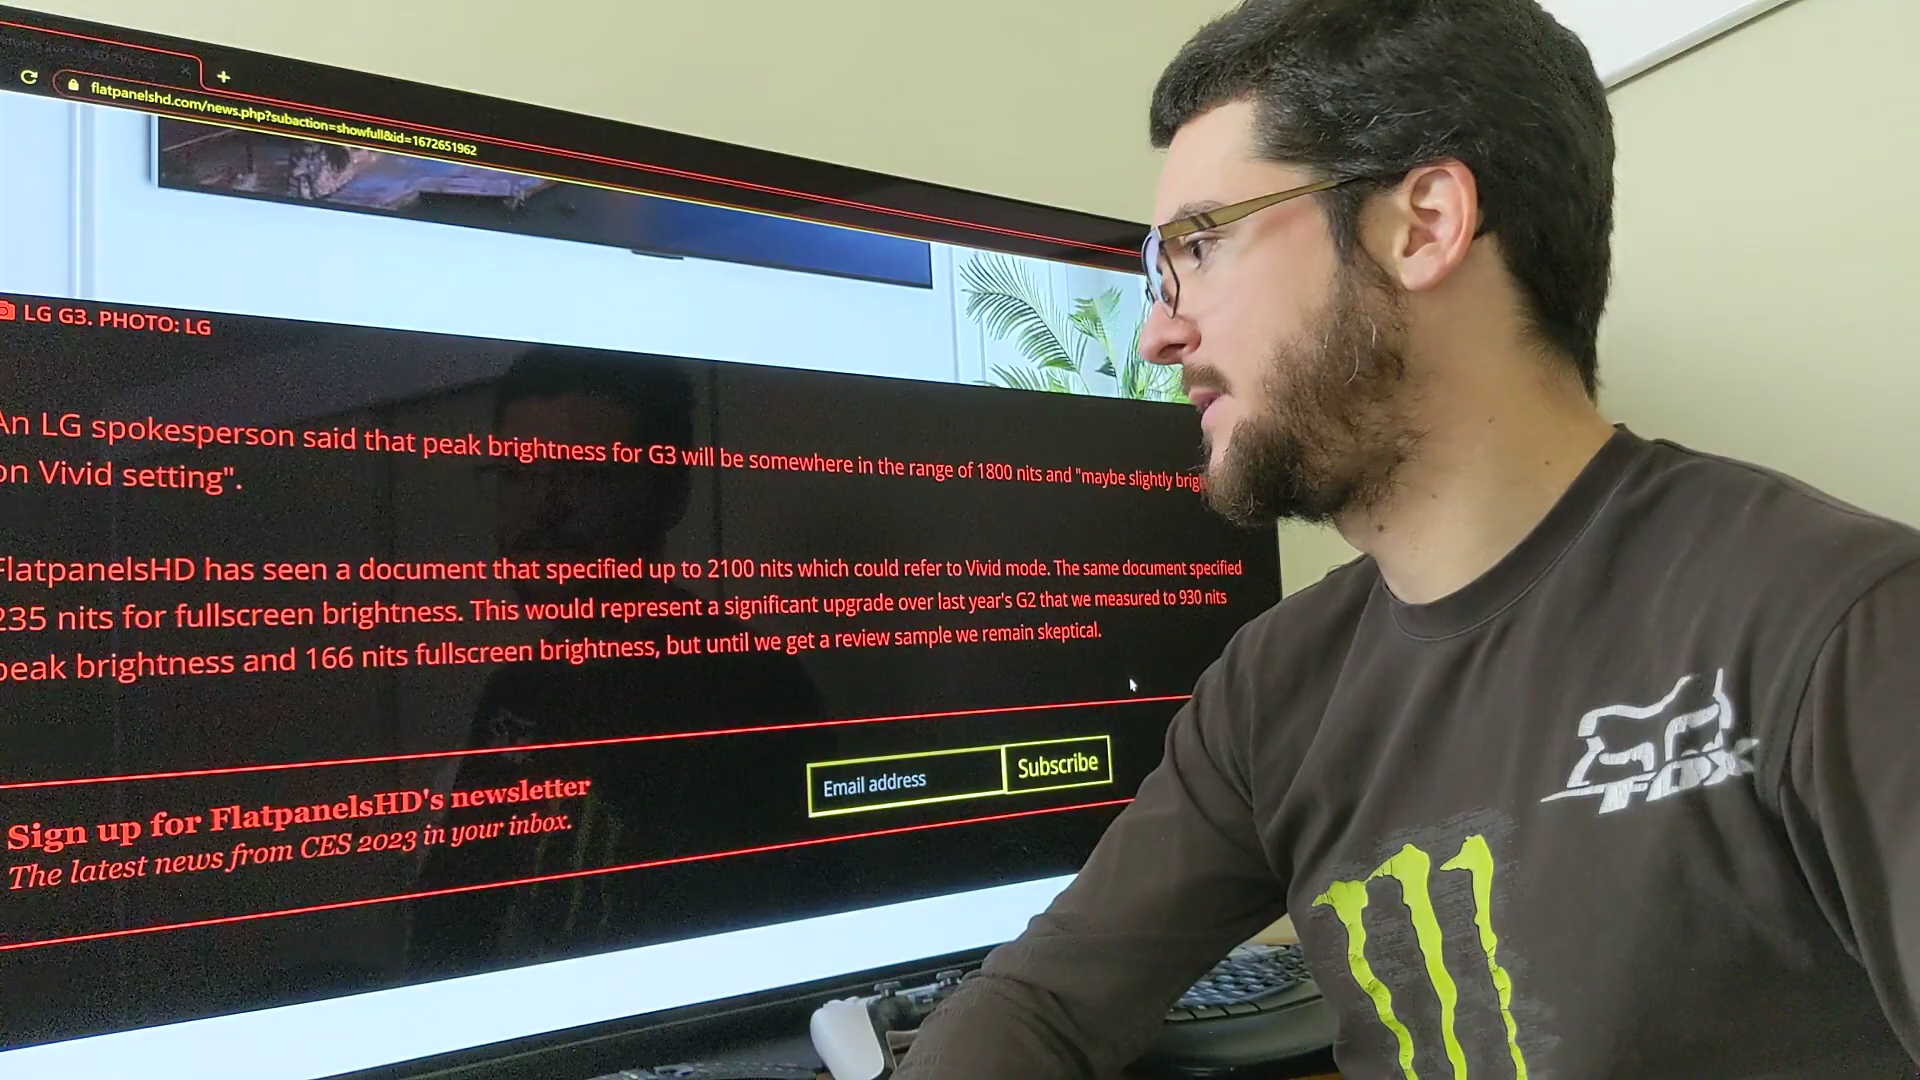 flatpanelshd.com/news.php?subaction=showfull&id=1672651962
LG G3. PHOTO: LG
An LG spokesperson said that peak brightness for G3 will be somewhere in the range of 1800 nits and "maybe slightly
on Vivid setting".
FlatpanelsHD has seen a document that specified up to 2100 nits which could refer to Vivid mode. The same document specified
235 nits for fullscreen brightness. This would represent a significant upgrade over last year's G2 that we measured to 930 nits
peak brightness and 166 nits fullscreen brightness, but until we get a review sample we remain skeptical.
Sign up for FlatpanelsHD's newsletter
The latest news from CES 2023 in your inbox.
Email address
Subscribe
FOX